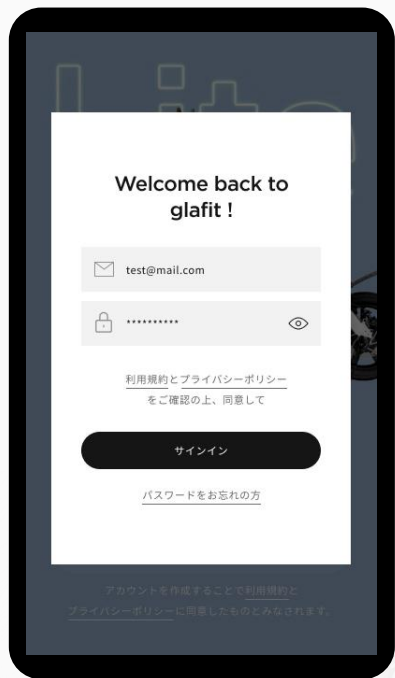 Lite
Welcome back to
glafit !
test@mail.com
**********
利用規約とプライバシーポリシー
をご確認の上、同意して
サインイン
パスワードをお忘れの方
アカウントを作成することで利用規約と
プライバシーポリシーに同意したものとみなされます。